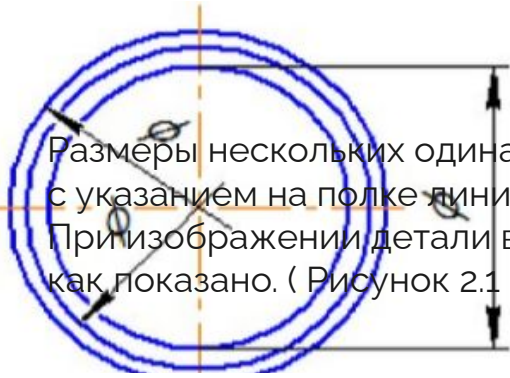 Размеры нескольких одина
с указанием на полке лини
При изображении детали в
как показано. ( Рисунок 2.1